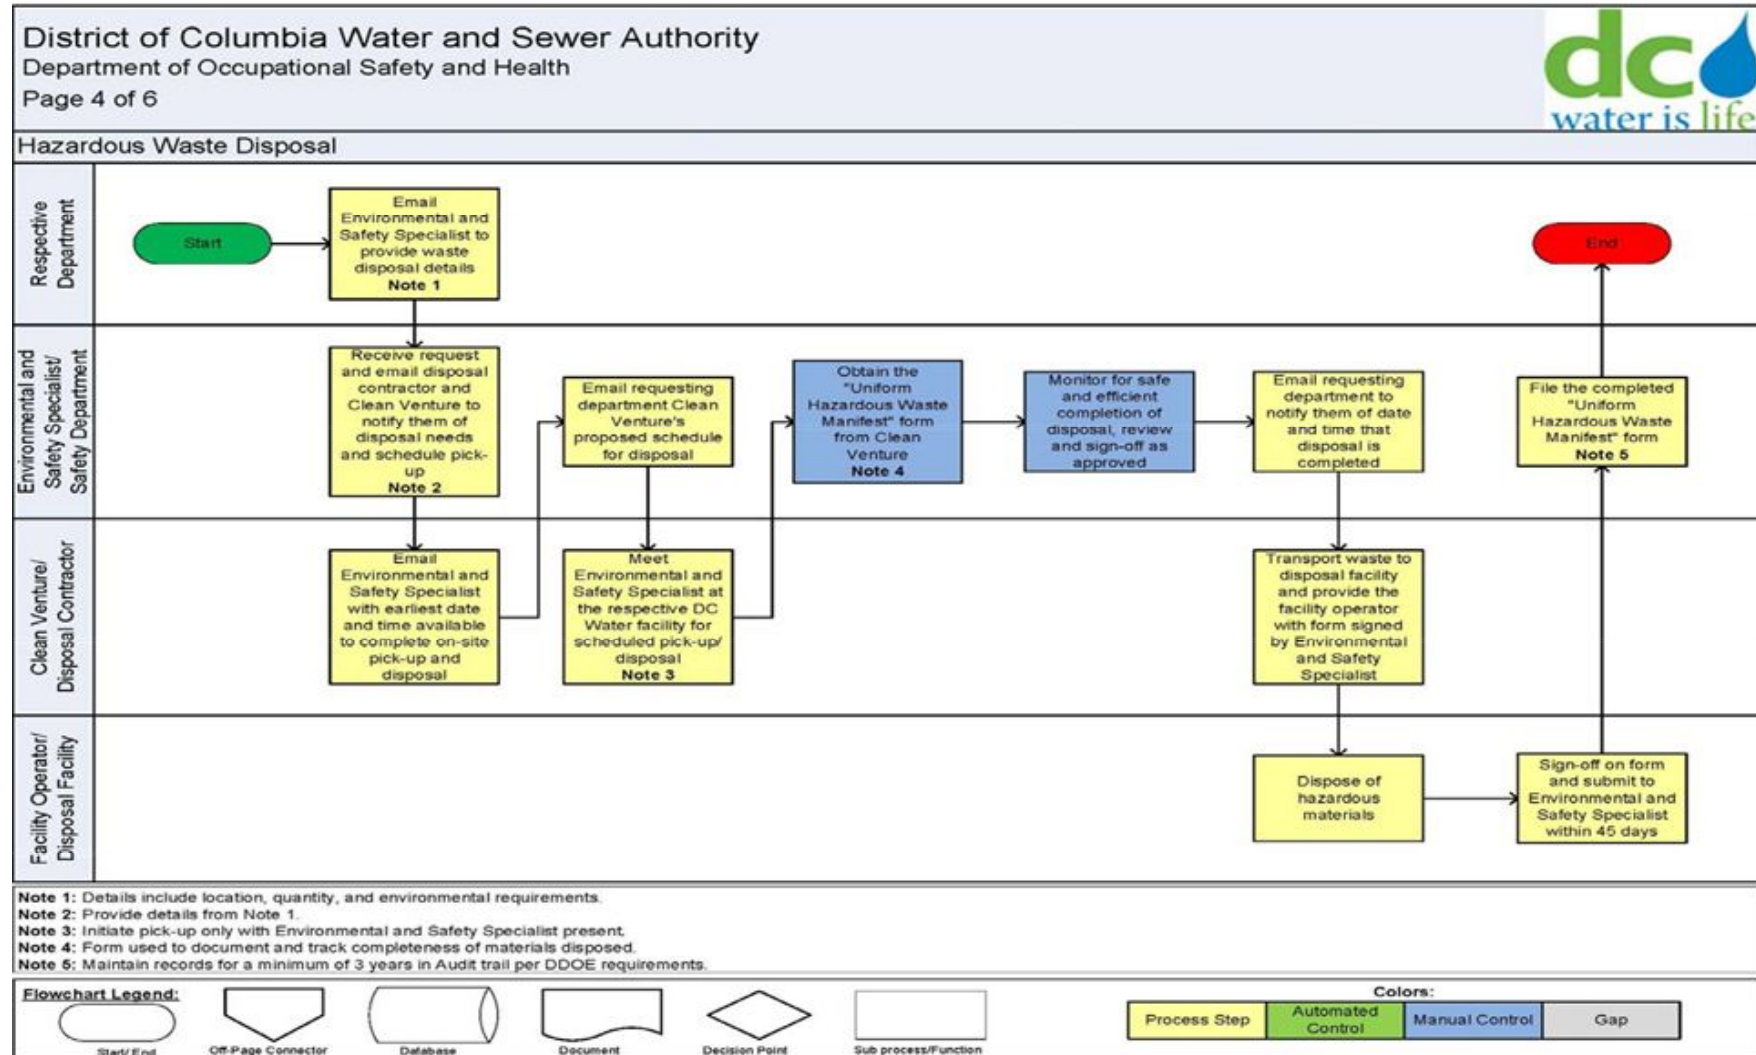 District of Columbia Water and Sewer Authority
Department of Occupational Safety and Health
Page 4 of 6
dc
water is life
Hazardous Waste Disposal
Respective
Department
Start
Email
Environmental and
Safety Specialist to
provide waste
disposal details
Note 1
End
Environmental and
Safety Specialist/
Safety Department
Receive request
and email disposal
contractor and
Clean Venture to
notify them of
disposal needs
and schedule pick-
up
Note 2
Email requesting
department Clean
Venture's
proposed schedule
for disposal
Obtain the
"Uniform
Hazardous Waste
Manifest" form
from Clean
Venture
Note 4
Monitor for safe
and efficient
completion of
disposal, review
and sign-off as
approved
Email requesting
department to
notify them of date
and time that
disposal is
completed
File the completed
"Uniform
Hazardous Waste
Manifest" form
Note 5
Clean Venture/
Disposal Contractor
Email
Environmental and
Safety Specialist
with earliest date
and time available
to complete on-site
pick-up and
disposal
Meet
Environmental and
Safety Specialist at
the respective DC
Water facility for
scheduled pick-up/
disposal
Note 3
Transport waste to
disposal facility
and provide the
facility operator
with form signed
by Environmental
and Safety
Specialist
Facility Operator/
Disposal Facility
Dispose of
hazardous
materials
Sign-off on form
and submit to
Environmental and
Safety Specialist
within 45 days
Note 1: Details include location, quantity, and environmental requirements.
Note 2: Provide details from Note 1.
Note 3: Initiate pick-up only with Environmental and Safety Specialist present.
Note 4: Form used to document and track completeness of materials disposed.
Note 5: Maintain records for a minimum of 3 years in Audit trail per DDOE requirements.
Flowchart Legend:
Start/ End
Off-Page Connector
Database
Document
Decision Point
Sub process/Function
Colors:
Process Step
Automated
Control
Manual Control
Gap